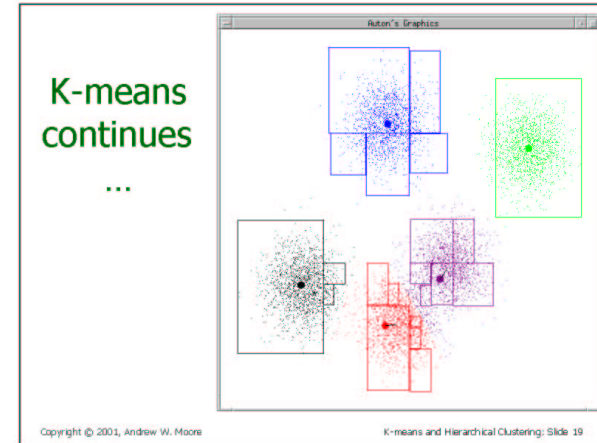 Auton's Graphics
K-means
continues
...
Copyright © 2001, Andrew W. Moore
K-means and Hierarchical Clustering: Slide 19